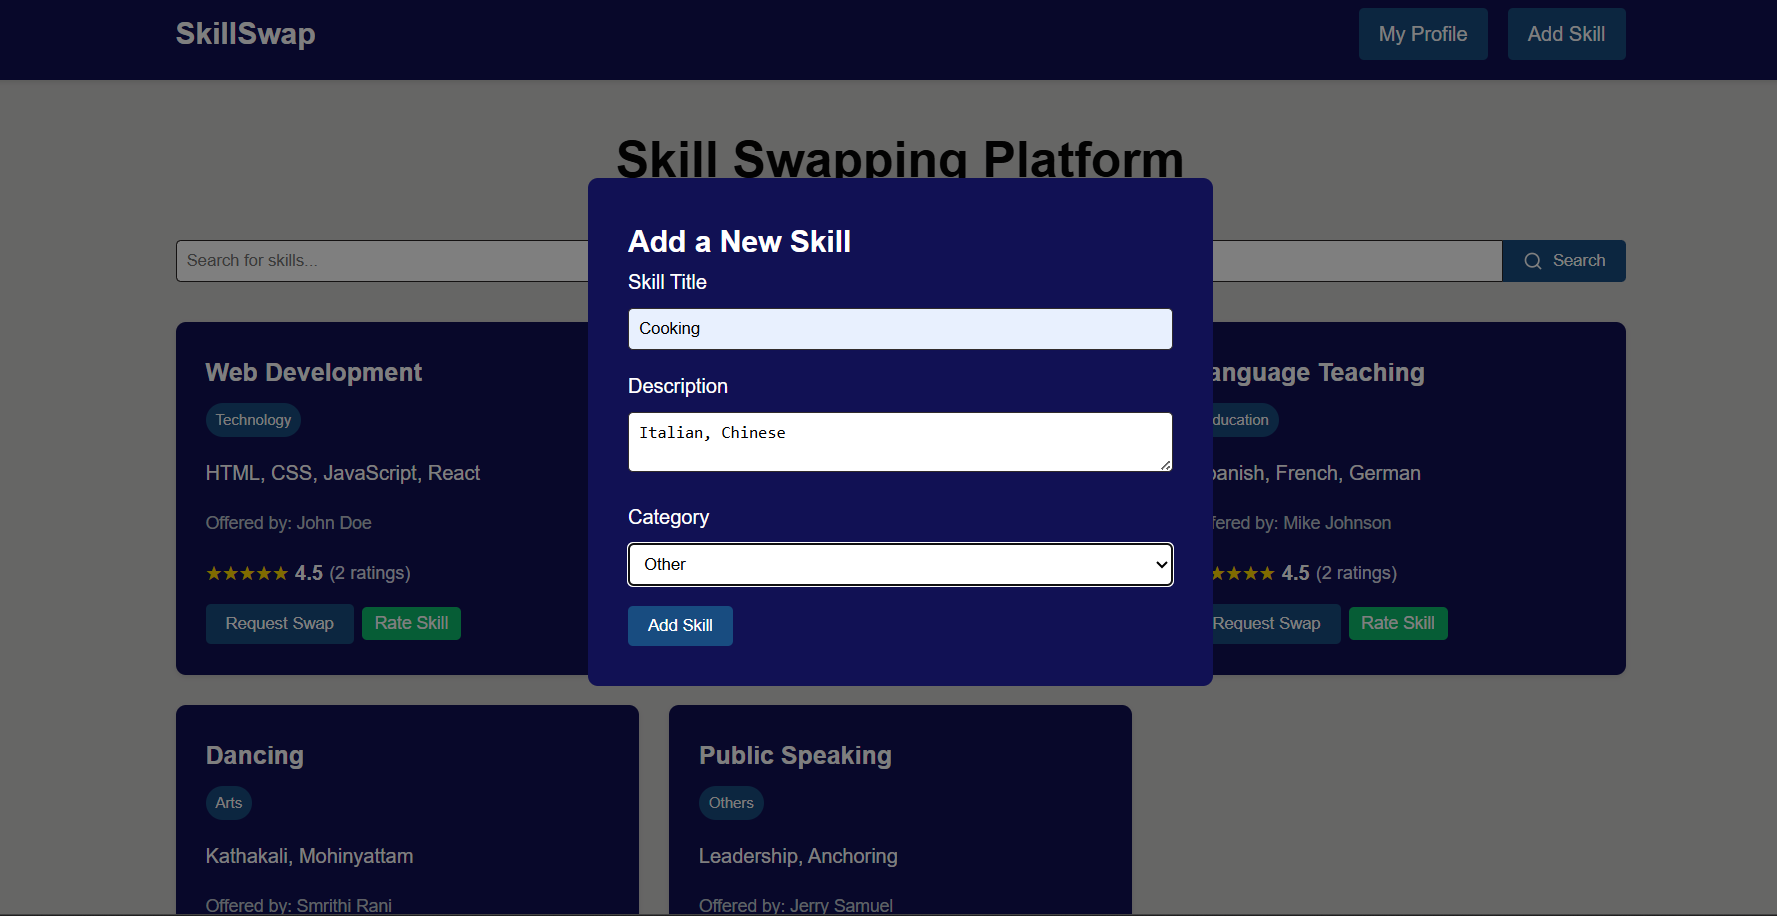 SkillSwap
My Profile
Add Skill
Skill Swapping Platform
Search for skills...
Search
Add a New Skill
Skill Title
Cooking
Description
Italian, Chinese
Category
Other
Add Skill
Web Development
Technology
HTML, CSS, JavaScript, React
Offered by: John Doe
★★★★★ 4.5 (2 ratings)
Request Swap
Rate Skill
anguage Teaching
ducation
panish, French, German
fered by: Mike Johnson
★★★★ 4.5 (2 ratings)
Request Swap
Rate Skill
Dancing
Arts
Kathakali, Mohinyattam
Offered by: Smrithi Rani
Public Speaking
Others
Leadership, Anchoring
Offered by: Jerry Samuel